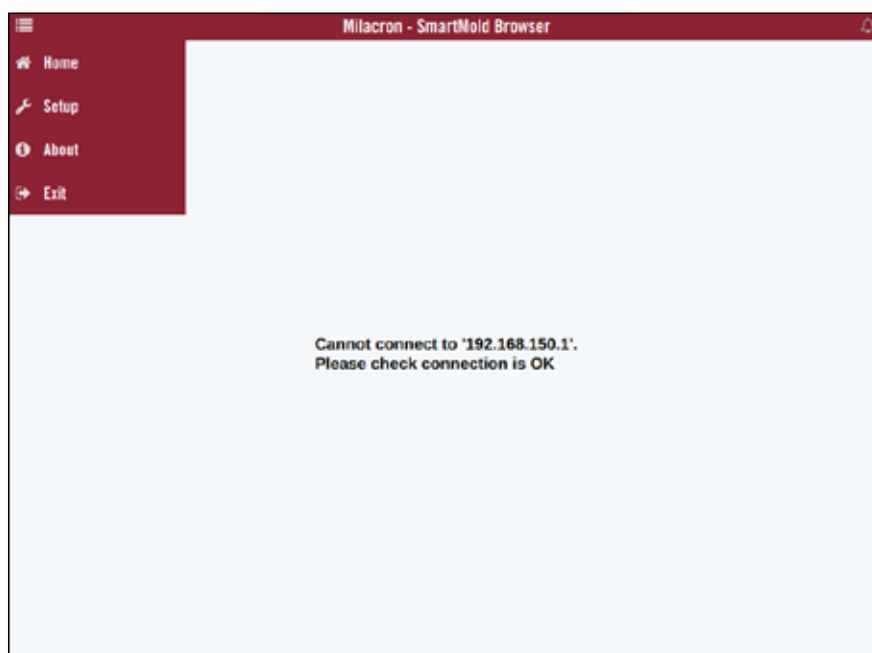 Milacron - SmartMold Browser
Home
Setup
About
Exit
Cannot connect to '192.168.150.1'.
Please check connection is OK